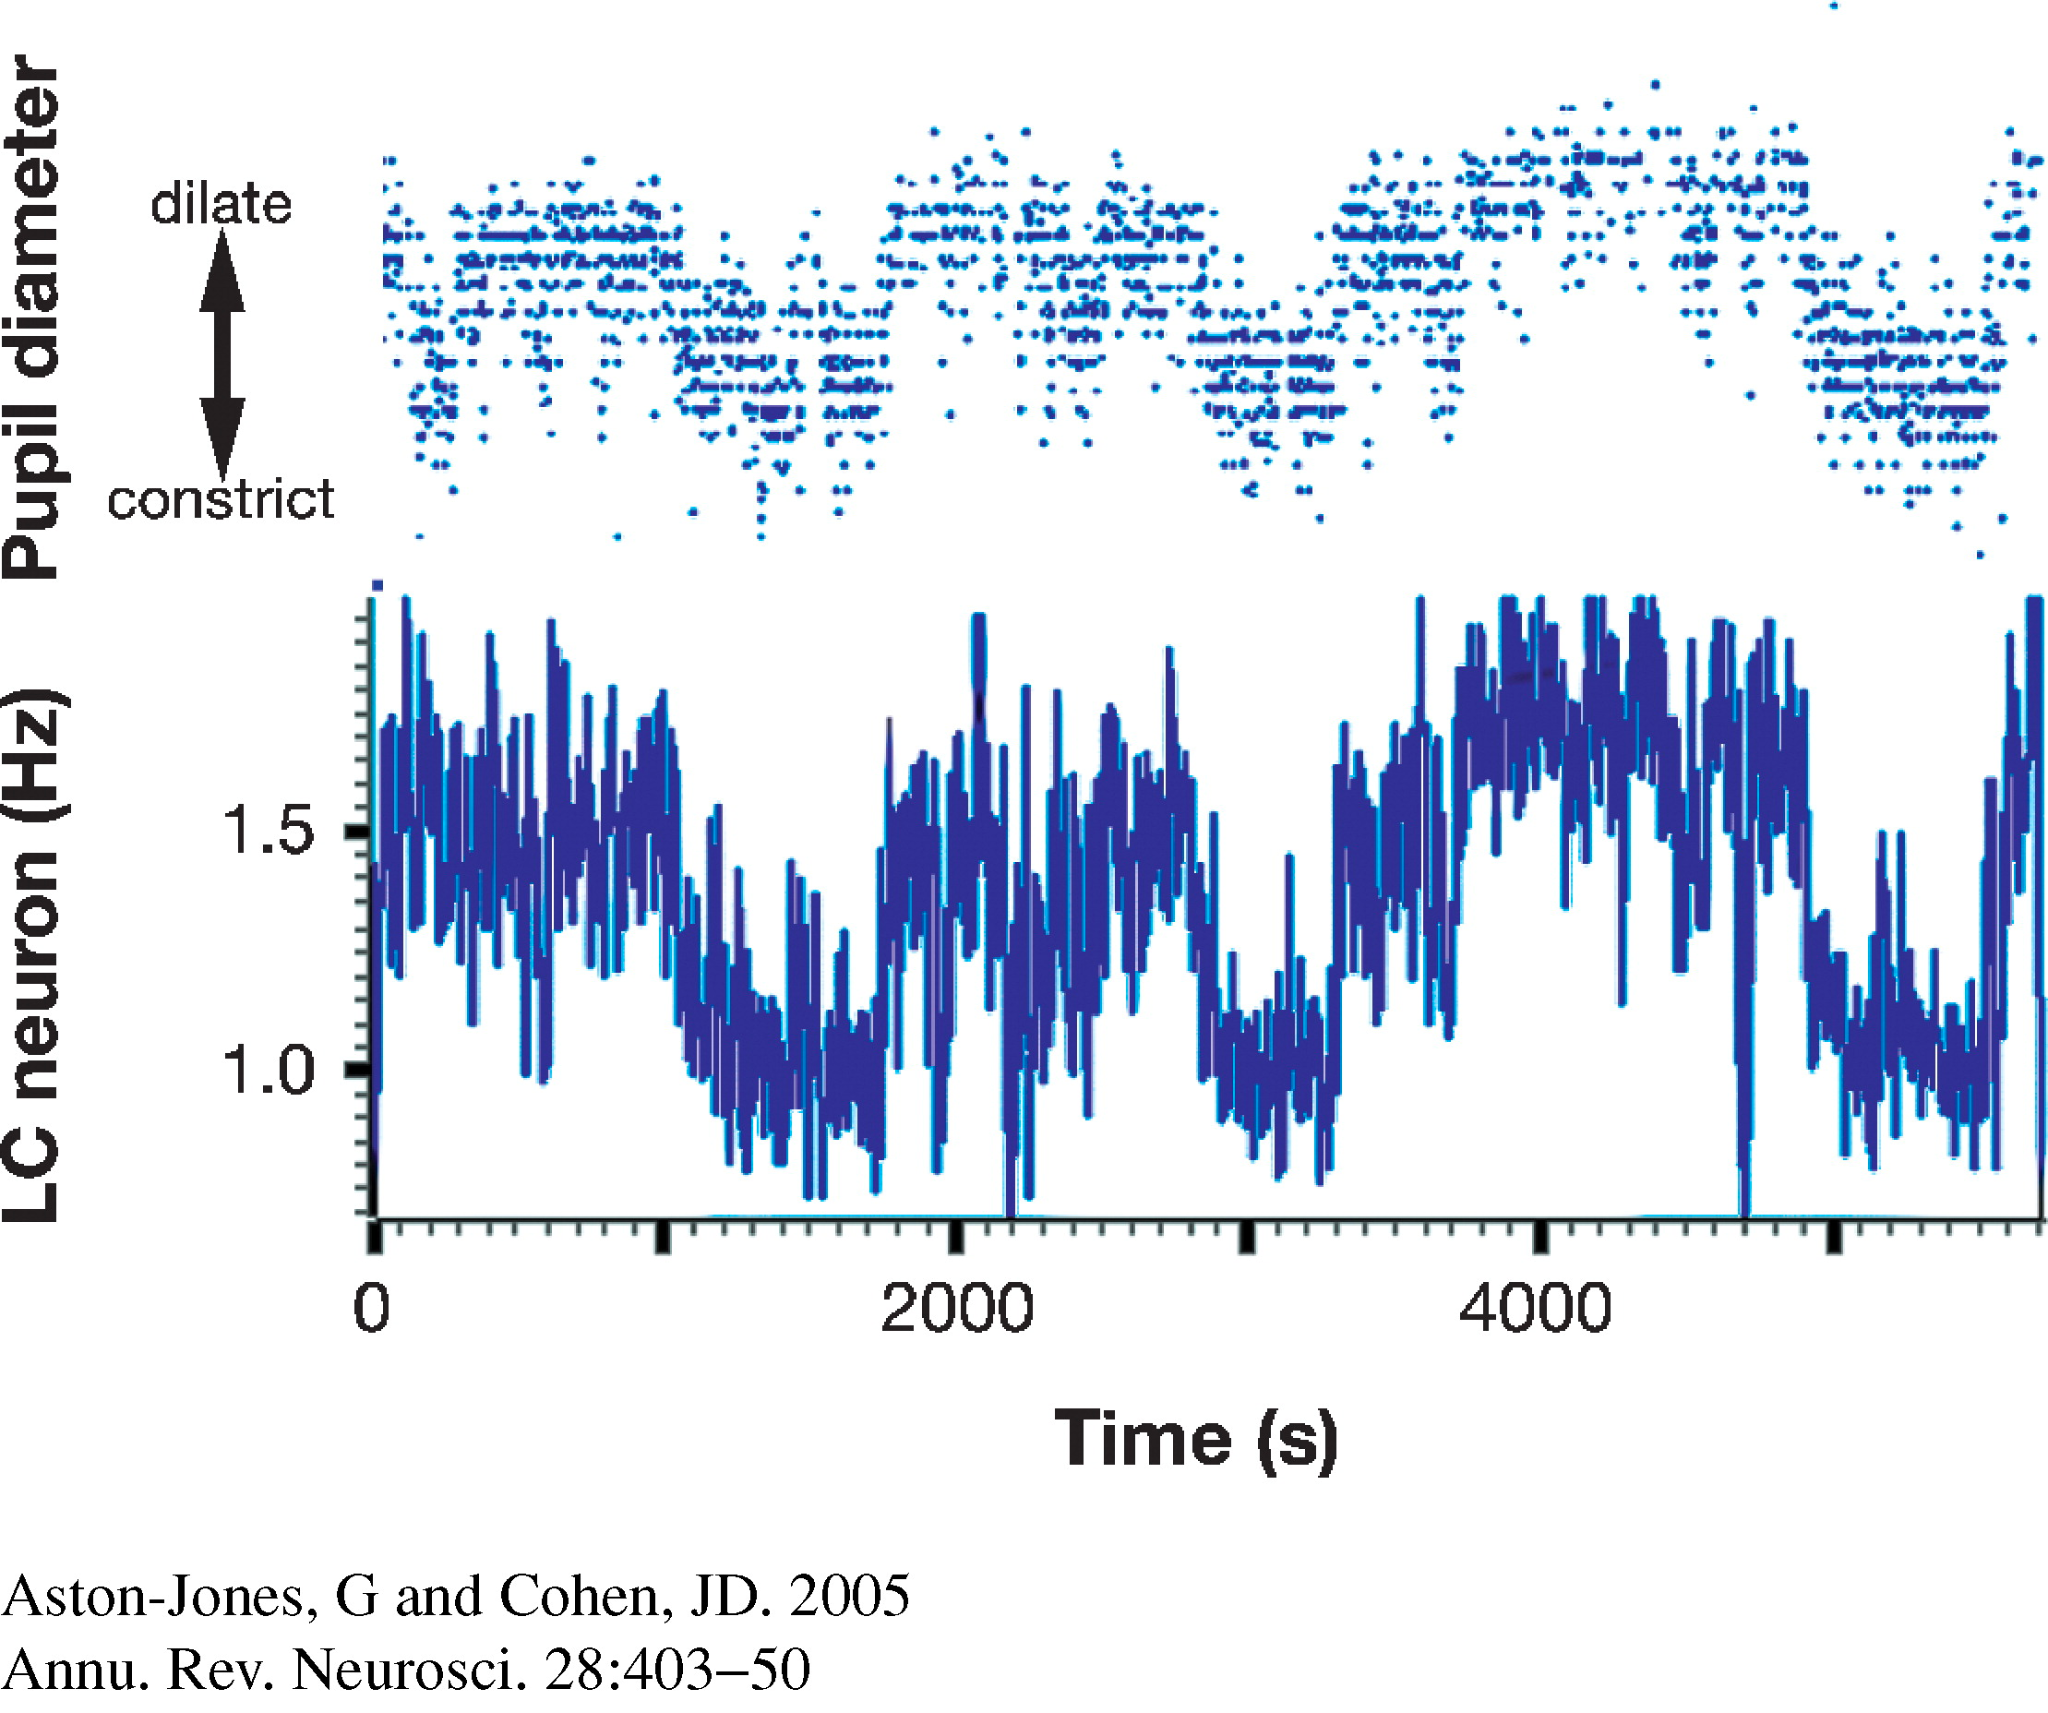 Pupil diameter
dilate
constrict
LC neuron (Hz)
1.5
1.0
0 2000 4000
Time (s)
Aston-Jones, G and Cohen, JD. 2005
Annu. Rev. Neurosci. 28:403–50